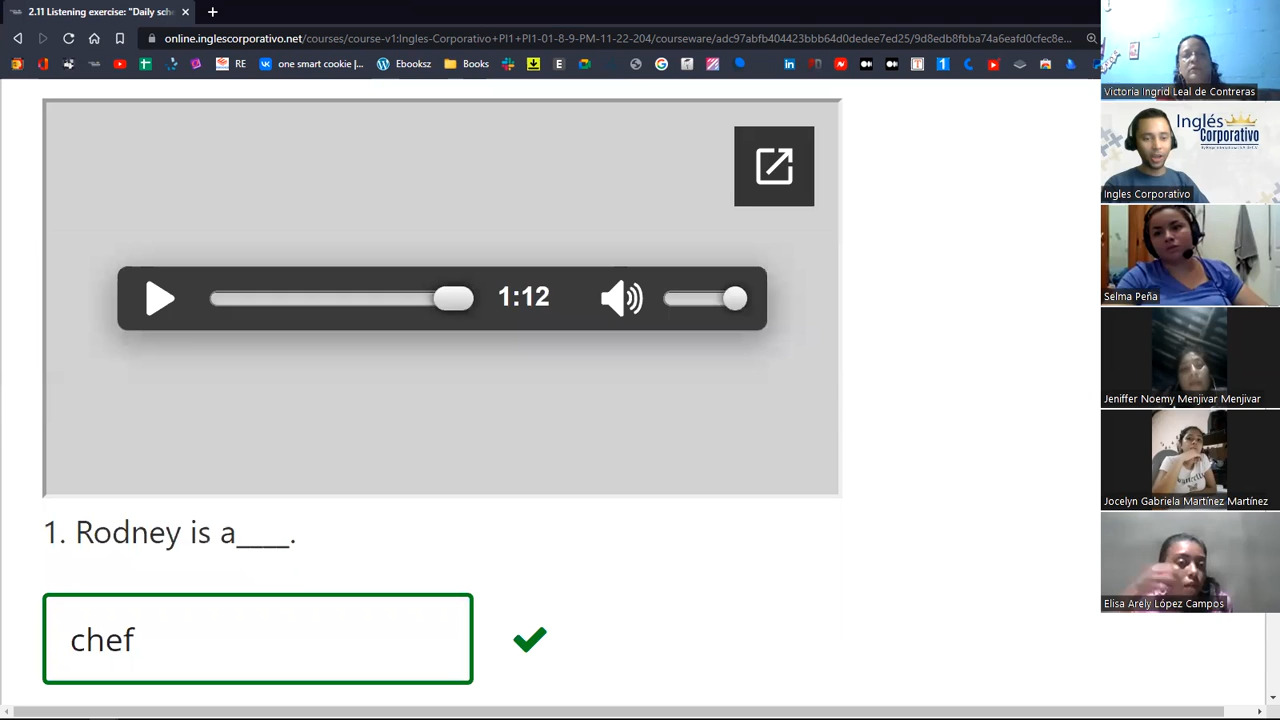 2.11 Listening exercise: "Daily sch
online.inglescorporativo.net/courses/course-v1:Ingles-Corporativo+PI1+PI1-01-8-9-PM-11-22-204/courseware/adc97abfb404423bbb64d0dedee7ed25/9d8edb8fbba74a6eafd0cfec8e...
RE
one smart cookie |...
Books
1:12
1. Rodney is a____.
chef
Victoria Ingrid Leal de Contreras
Inglés
Corporativo
Ingles Corporativo
Selma Peña
Jeniffer Noemy Menjivar Menjivar
Jocelyn Gabriela Martínez Martínez
Elisa Arely López Campos